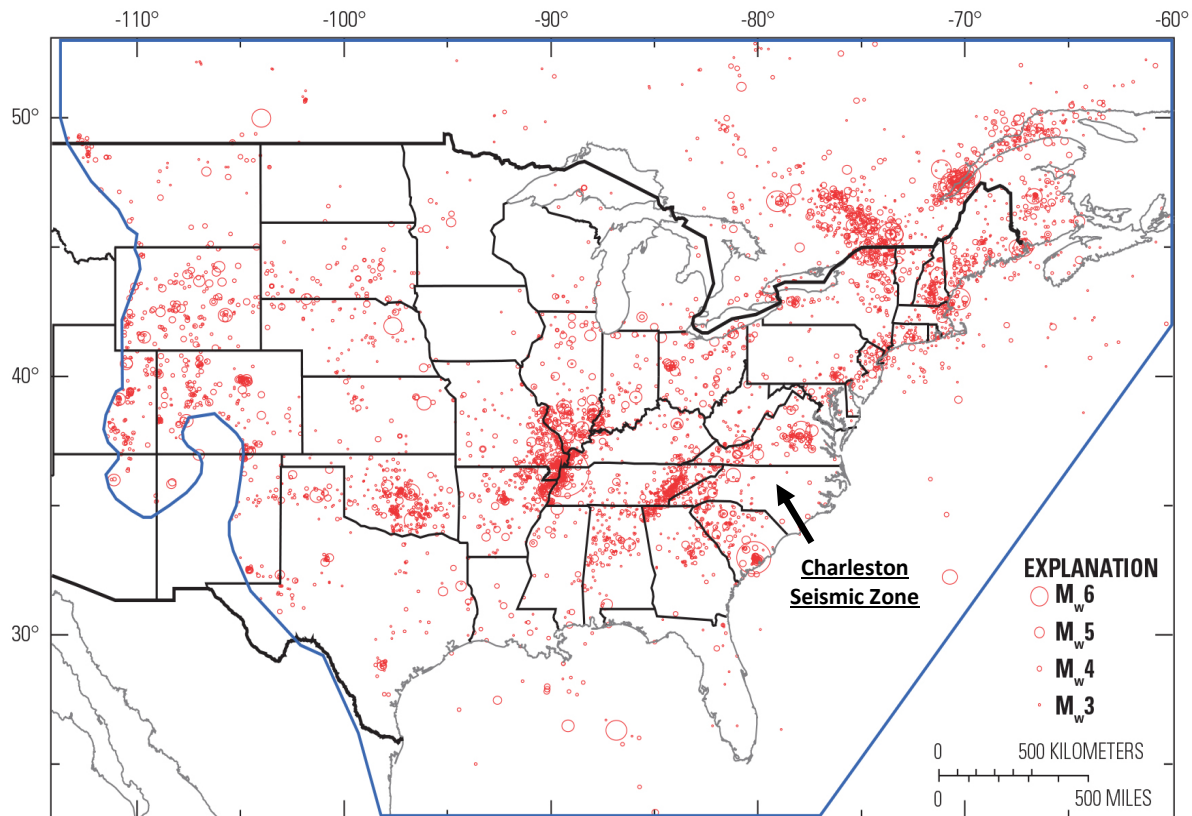 -110° -100° -90° -80° -70° -60°
50°
40°
30°
Charleston
Seismic Zone
EXPLANATION
Mw6
Mw5
Mw4
Mw3
0 500 KILOMETERS
0 500 MILES